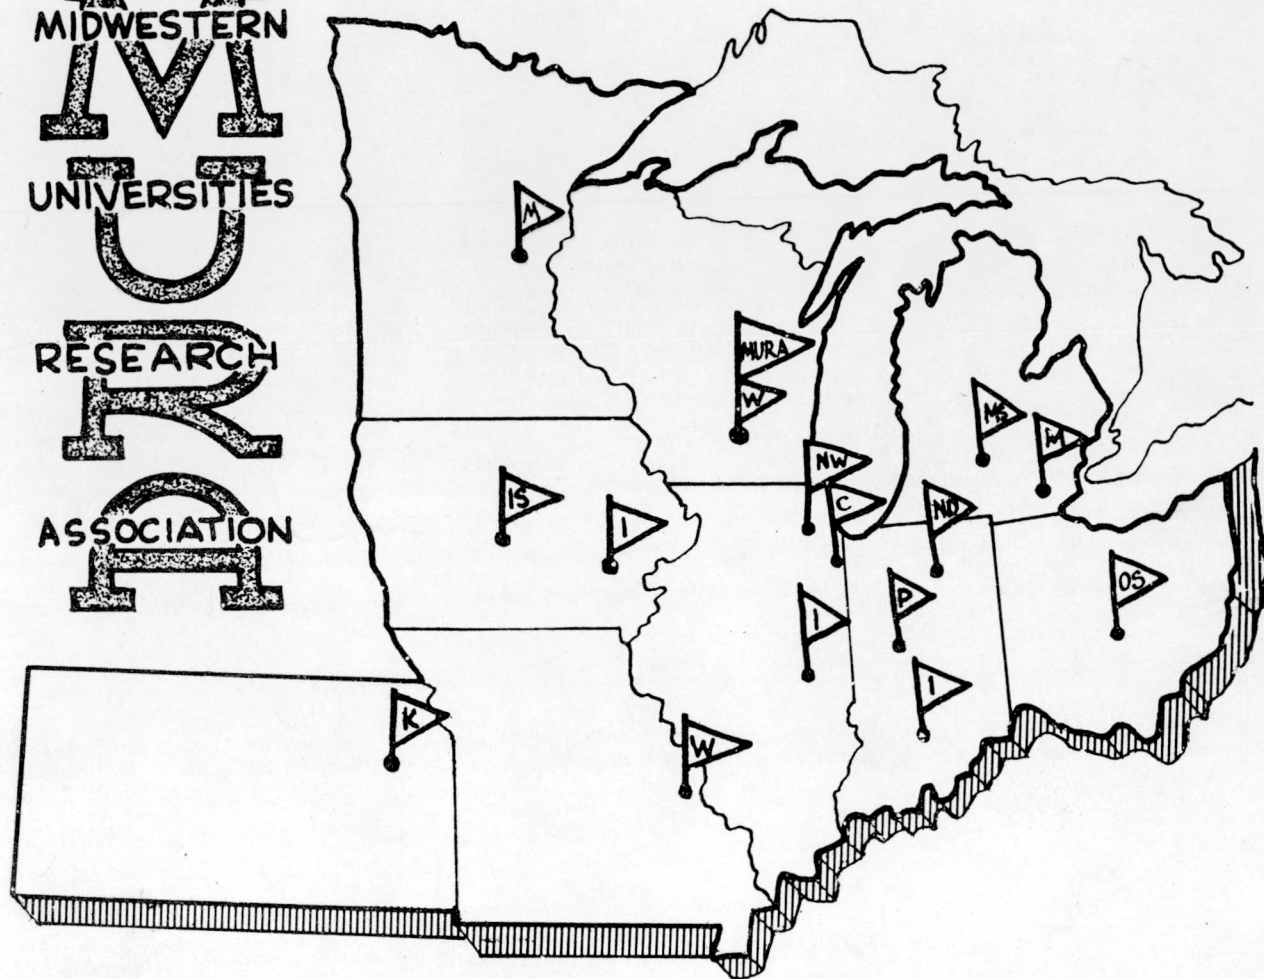 MIDWESTERN
M
UNIVERSITIES
U
RESEARCH
R
ASSOCIATION
A
M
MURA
W
MS
M
NW
C
ND
IS
I
I
P
OS
I
K
W